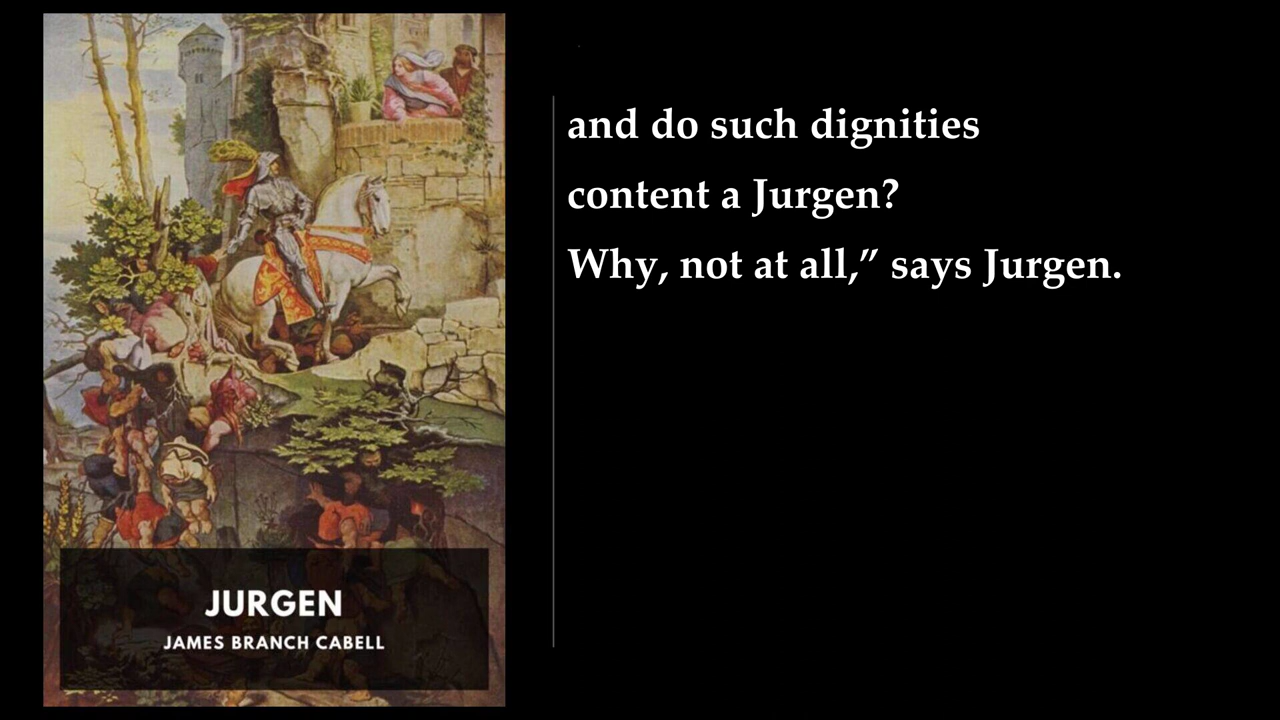 and do such dignities
content a Jurgen?
Why, not at all,” says Jurgen.
JURGEN
JAMES BRANCH CABELL